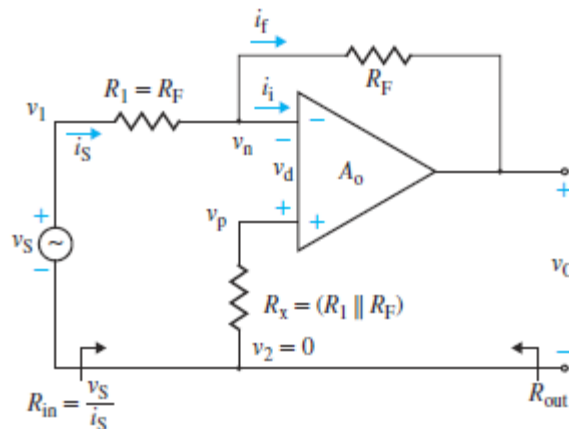 i_f
R_1 = R_F
R_F
v_1
i_i
i_S
v_n
−
−
v_d
A_o
v_p
+
+
+
v_S ~
−
+
v_O
R_x = (R_1 || R_F)
v_2 = 0
−
R_in = v_S / i_S
R_out